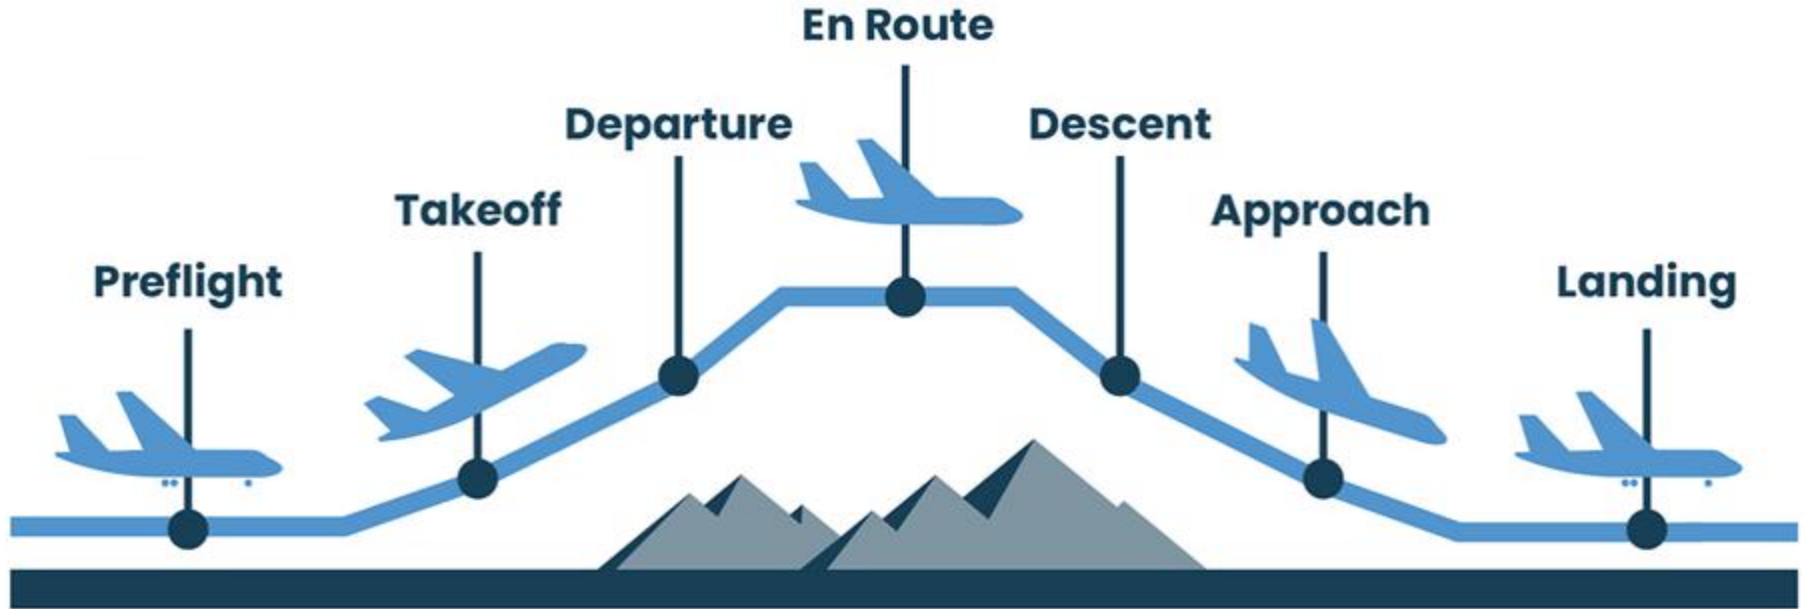 Preflight
Takeoff
Departure
En Route
Descent
Approach
Landing